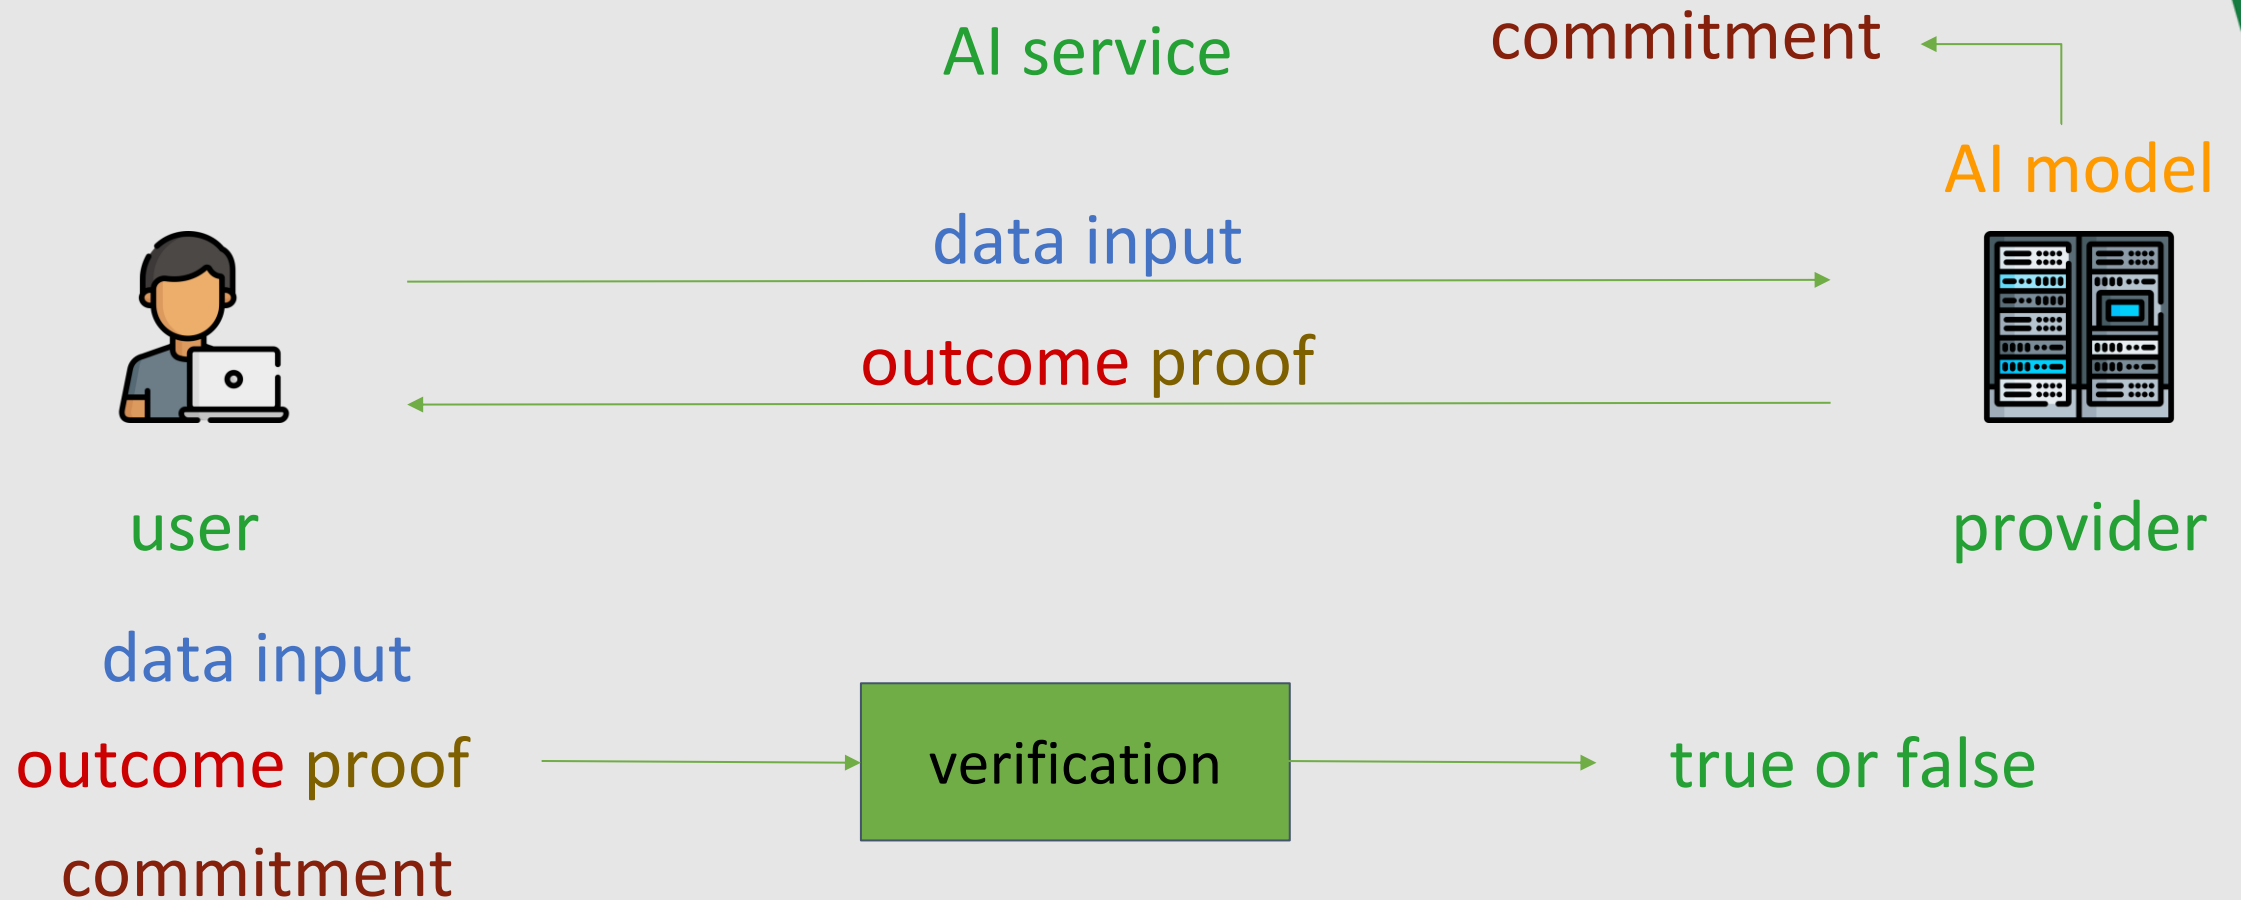 AI service
commitment
AI model
data input
outcome proof
user
provider
data input
outcome proof
commitment
verification
true or false